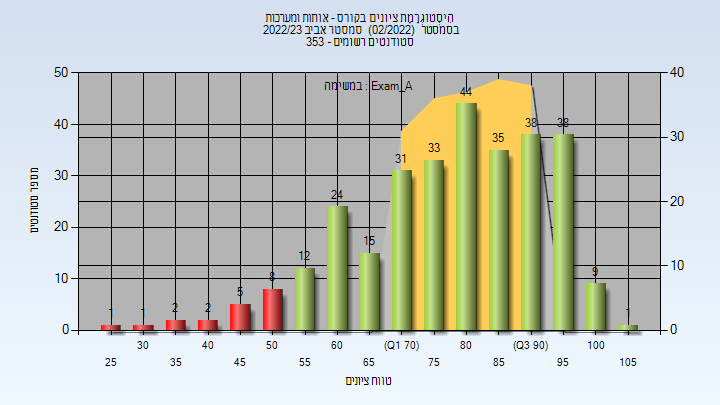 היסטוגרמת ציונים בקורס - אותות ומערכות
בסמסטר (02/2022) סמסטר אביב 2022/23
סטודנטים רשומים - 353
במשימה : Exam_A
50 40 30 20 10 0
40 30 20 10 0
מספר סטודנטים
1 1 2 2 5 8 12 24 15 31 33 44 35 38 38 9 1
30 40 50 60 (Q1 70) 80 (Q3 90) 100
25 35 45 55 65 75 85 95 105
טווח ציונים